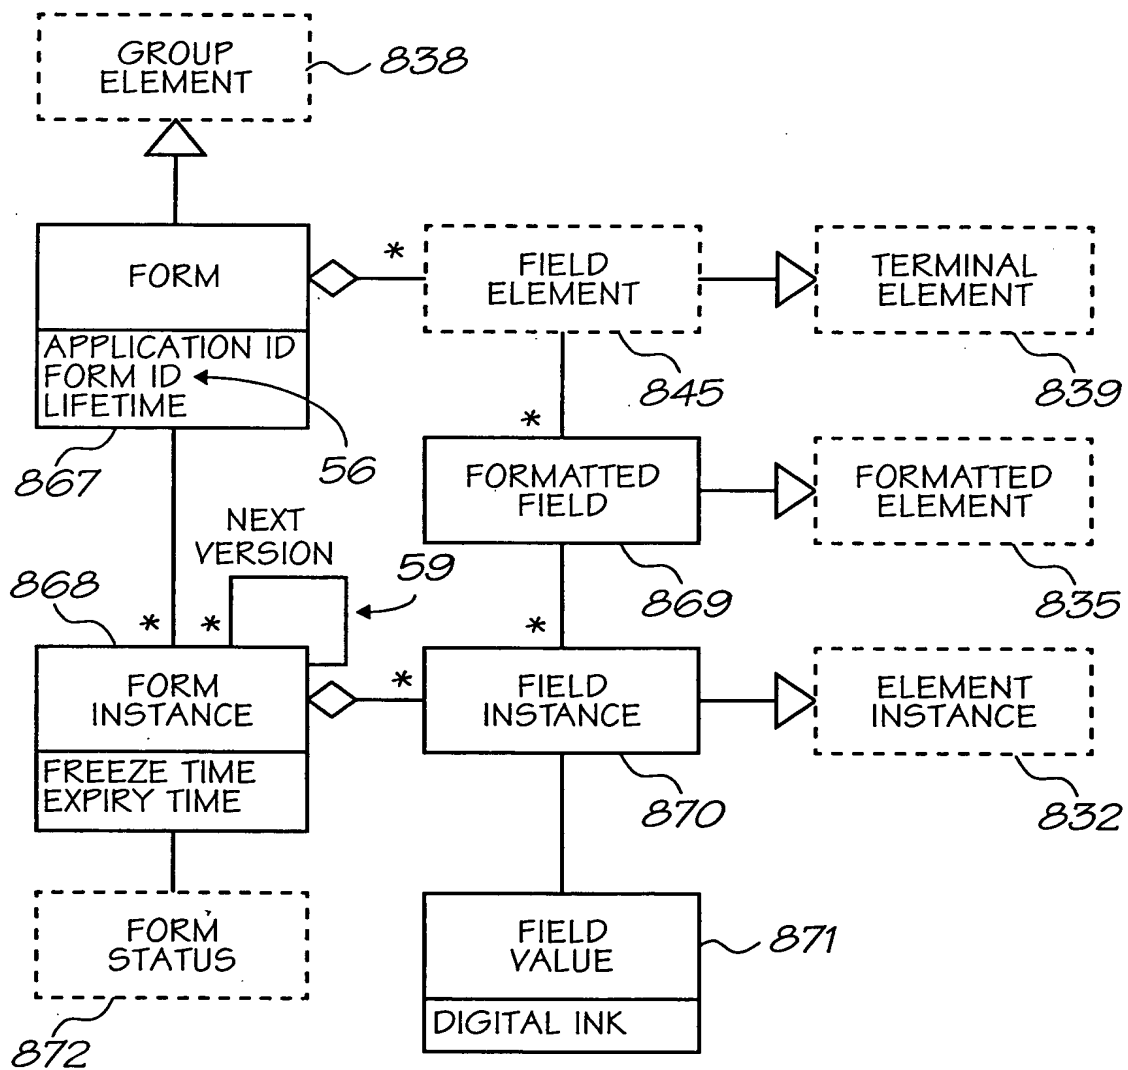 GROUP
ELEMENT
838
FORM
*
FIELD
ELEMENT
TERMINAL
ELEMENT
APPLICATION ID
FORM ID
LIFETIME
845
839
867
56
*
FORMATTED
FIELD
FORMATTED
ELEMENT
NEXT
VERSION
59
868
869
835
*
*
*
FORM
INSTANCE
*
FIELD
INSTANCE
ELEMENT
INSTANCE
FREEZE TIME
EXPIRY TIME
870
832
FORM
STATUS
FIELD
VALUE
871
DIGITAL INK
872